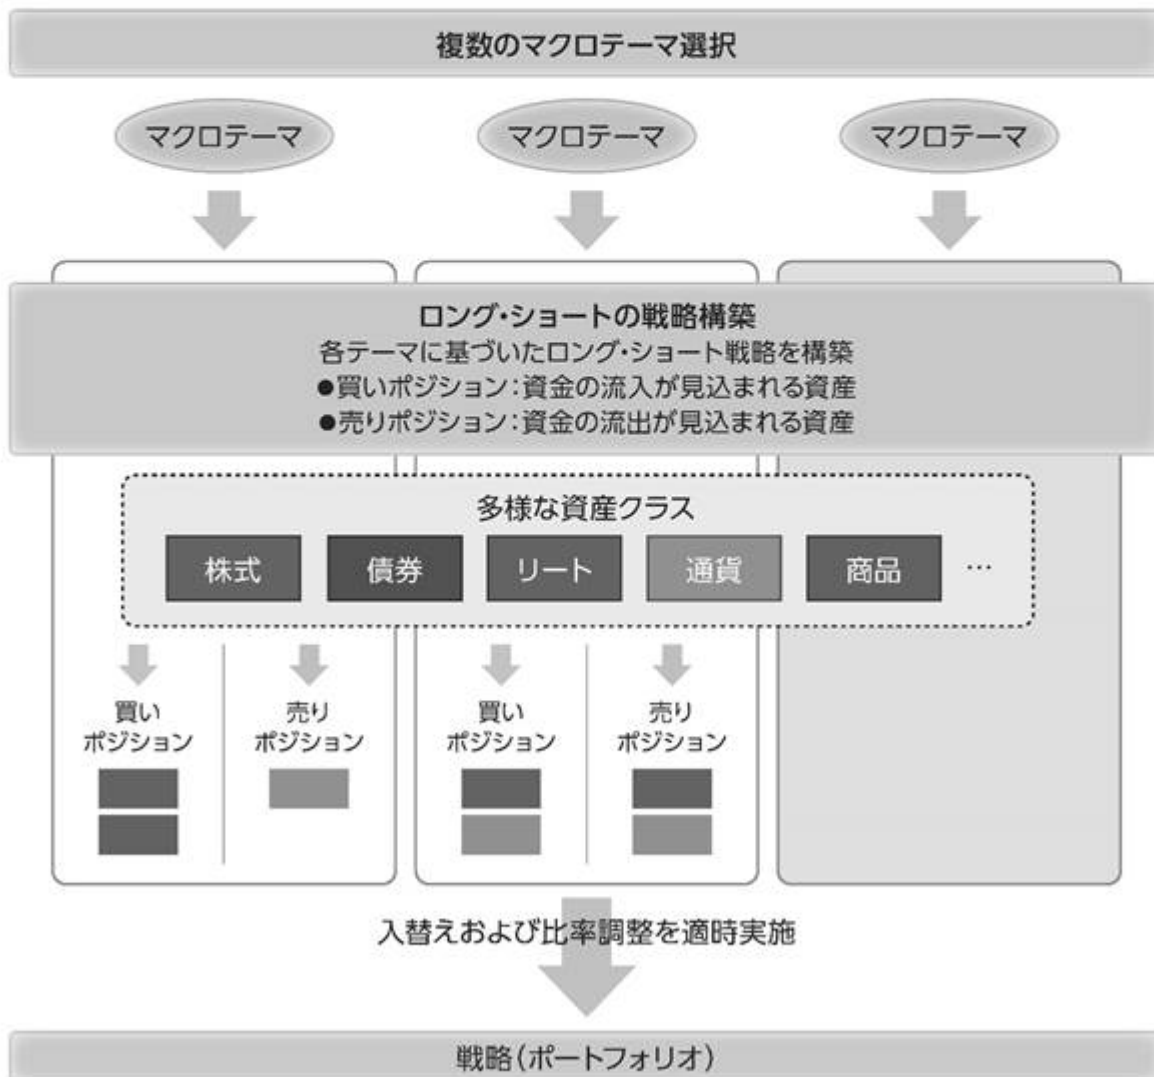 複数のマクロテーマ選択
マクロテーマ
マクロテーマ
マクロテーマ
ロング・ショートの戦略構築
各テーマに基づいたロング・ショート戦略を構築
●買いポジション：資金の流入が見込まれる資産
●売りポジション：資金の流出が見込まれる資産
多様な資産クラス
株式
債券
リート
通貨
商品
…
買い
ポジション
売り
ポジション
買い
ポジション
売り
ポジション
入替えおよび比率調整を適時実施
戦略（ポートフォリオ）